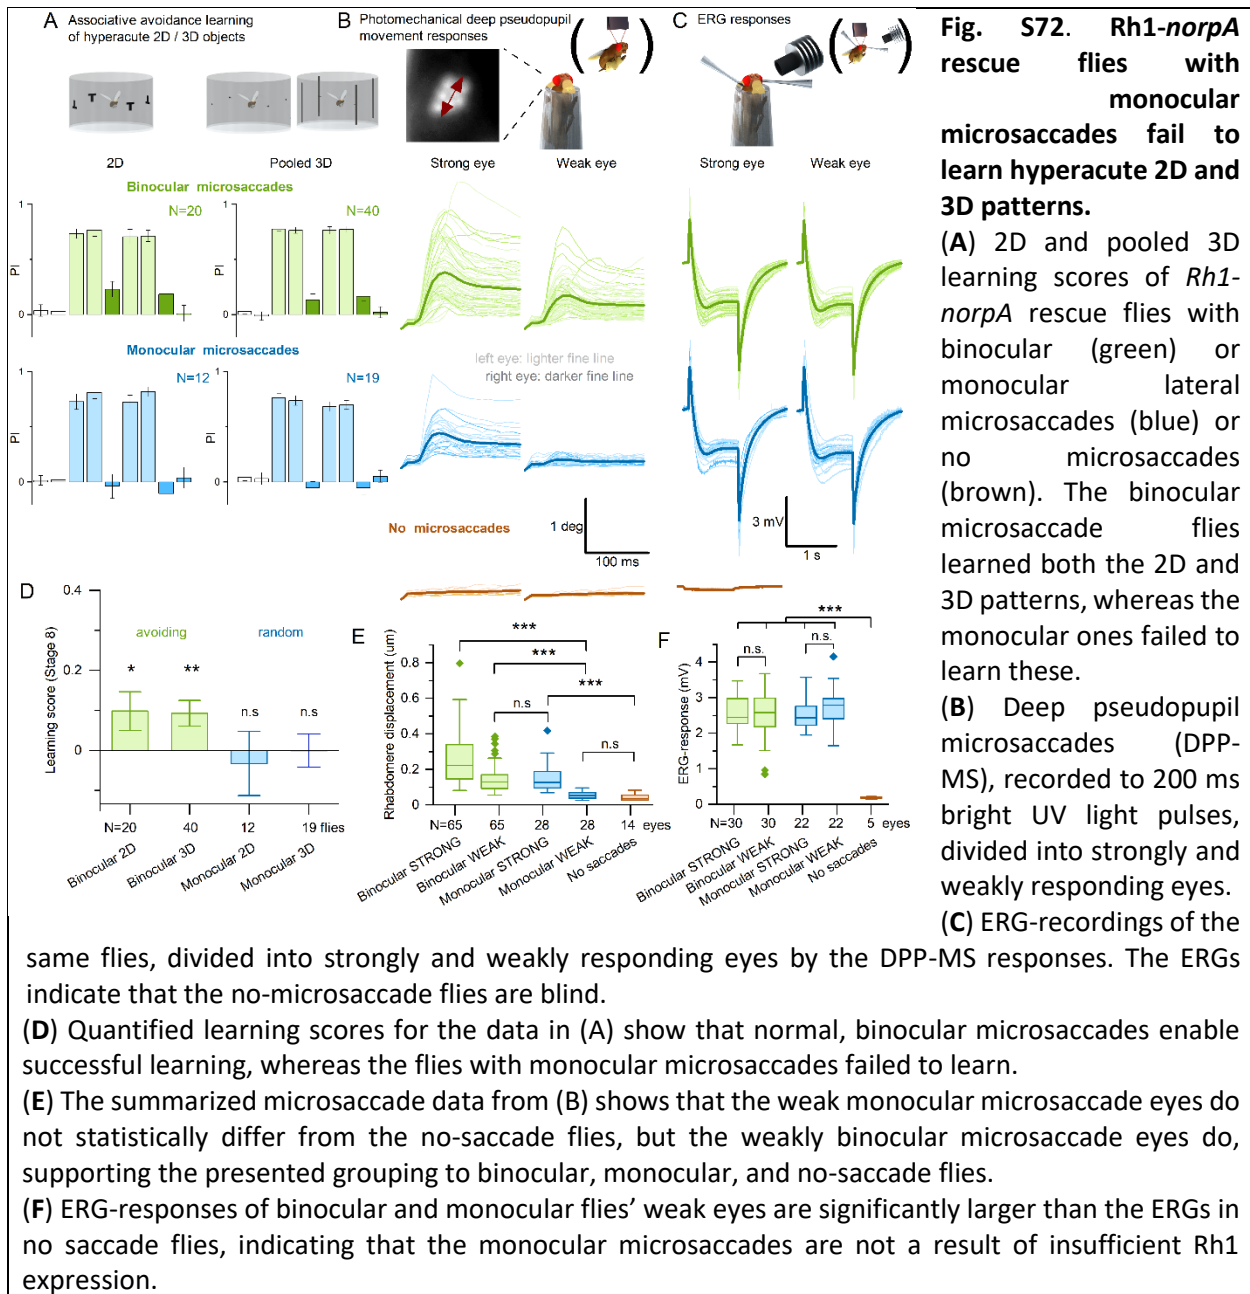 A Associative avoidance learning
of hyperacute 2D / 3D objects
B Photomechanical deep pseudopupil
movement responses
C ERG responses
2D
Pooled 3D
Strong eye
Weak eye
Strong eye
Weak eye
Binocular microsaccades
1
N=20
N=40
PI
0
Monocular microsaccades
left eye: lighter fine line
right eye: darker fine line
1
N=12
N=19
PI
0
1 deg
100 ms
3 mV
1 s
No microsaccades
D
0.4
0.2
0
Learning score (Stage 8)
avoiding
random
*
**
n.s
n.s
N=20 40 12 19 flies
Binocular 2D
Binocular 3D
Monocular 2D
Monocular 3D
E
0.8
0.6
0.4
0.2
0
Rhabdomere displacement (um)
***
***
n.s
***
n.s
N=65 65 28 28 14 eyes
Binocular STRONG
Binocular WEAK
Monocular STRONG
Monocular WEAK
No saccades
F
4
3
2
1
0
ERG-response (mV)
***
n.s.
n.s.
N=30 30 22 22 5 eyes
Binocular STRONG
Binocular WEAK
Monocular STRONG
Monocular WEAK
No saccades
Fig. S72. Rh1-norpA
rescue flies with
monocular
microsaccades fail to
learn hyperacute 2D and
3D patterns.
(A) 2D and pooled 3D
learning scores of Rh1-
norpA rescue flies with
binocular (green) or
monocular lateral
microsaccades (blue) or
no microsaccades
(brown). The binocular
microsaccade flies
learned both the 2D and
3D patterns, whereas the
monocular ones failed to
learn these.
(B) Deep pseudopupil
microsaccades (DPP-
MS), recorded to 200 ms
bright UV light pulses,
divided into strongly and
weakly responding eyes.
(C) ERG-recordings of the
same flies, divided into strongly and weakly responding eyes by the DPP-MS responses. The ERGs
indicate that the no-microsaccade flies are blind.
(D) Quantified learning scores for the data in (A) show that normal, binocular microsaccades enable
successful learning, whereas the flies with monocular microsaccades failed to learn.
(E) The summarized microsaccade data from (B) shows that the weak monocular microsaccade eyes do
not statistically differ from the no-saccade flies, but the weakly binocular microsaccade eyes do,
supporting the presented grouping to binocular, monocular, and no-saccade flies.
(F) ERG-responses of binocular and monocular flies' weak eyes are significantly larger than the ERGs in
no saccade flies, indicating that the monocular microsaccades are not a result of insufficient Rh1
expression.